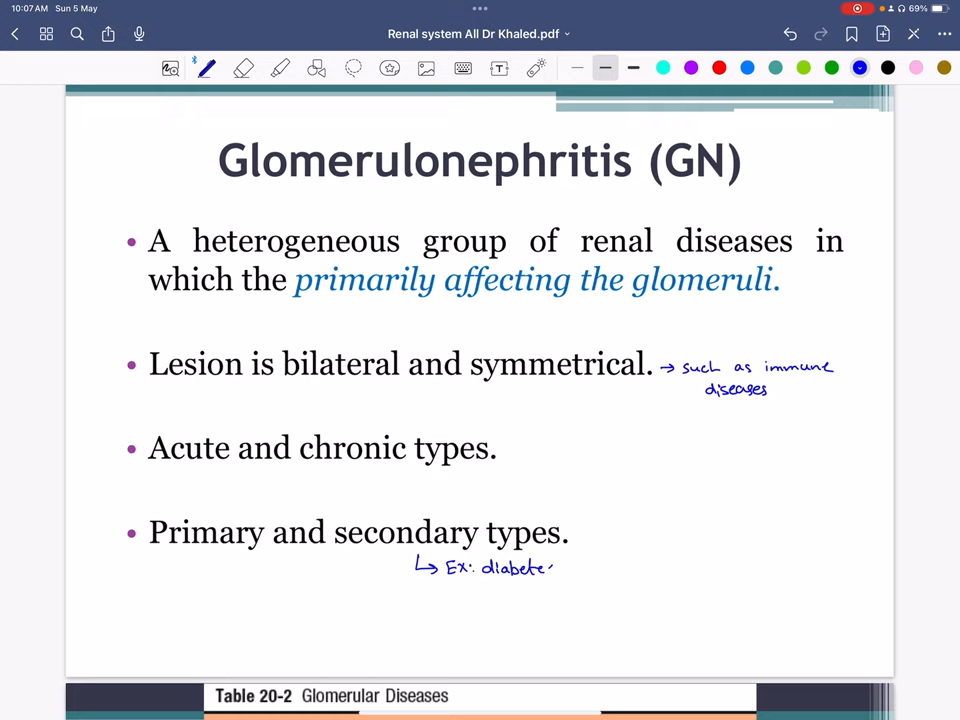 10:07AM Sun 5 May
69%
Renal system All Dr Khaled.pdf
Glomerulonephritis (GN)
• A heterogeneous group of renal diseases in
which the primarily affecting the glomeruli.
• Lesion is bilateral and symmetrical. → such as immune
diseases
• Acute and chronic types.
• Primary and secondary types.
↳ Ex: diabete
Table 20-2 Glomerular Diseases